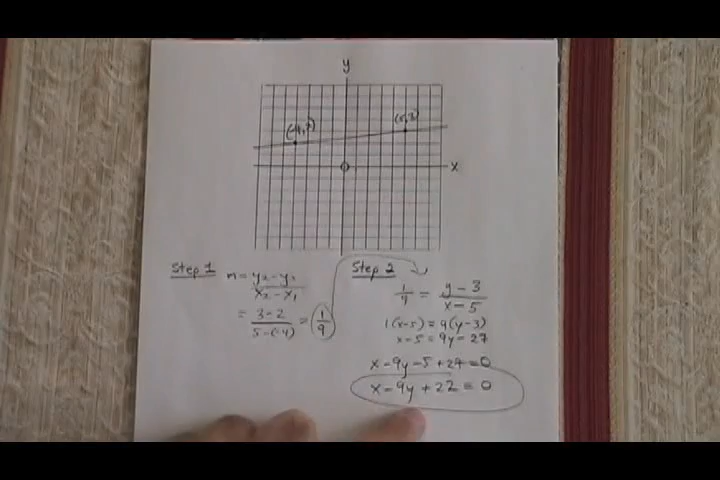 y
(-4,2)
(5,3)
O
x
Step 1
m = y₂ - y₁ / x₂ - x₁
= 3 - 2 / 5 - (-4) = 1/9
Step 2
1/9 = y - 3 / x - 5
1(x-5) = 9(y-3)
x - 5 = 9y - 27
x - 9y - 5 + 27 = 0
x - 9y + 22 = 0